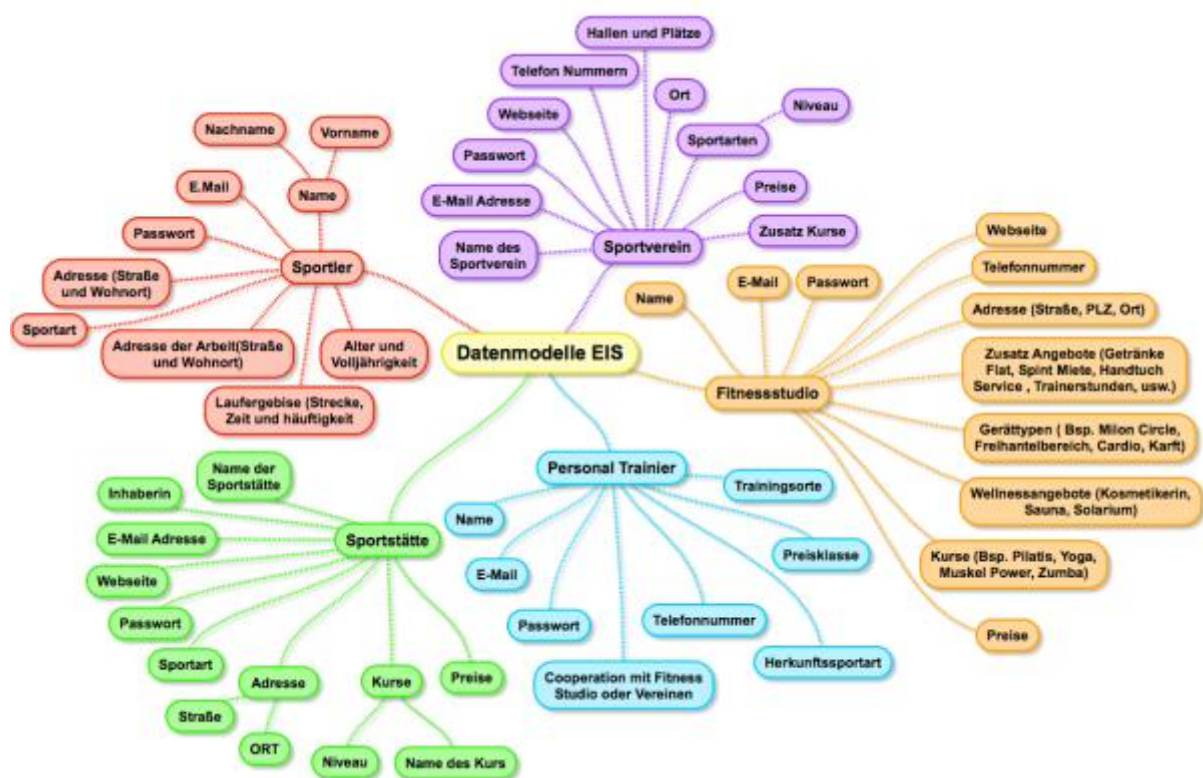 Datenmodelle EIS
Sportler
Name
Nachname
Vorname
E.Mail
Passwort
Adresse (Straße
und Wohnort)
Sportart
Adresse der Arbeit(Straße
und Wohnort)
Laufergebise (Strecke,
Zeit und häuftigkeit
Alter und
Volljährigkeit
Sportverein
Hallen und Plätze
Telefon Nummern
Webseite
Passwort
E-Mail Adresse
Name des
Sportverein
Ort
Sportarten
Niveau
Preise
Zusatz Kurse
Fitnessstudio
Name
E-Mail
Passwort
Webseite
Telefonnummer
Adresse (Straße, PLZ, Ort)
Zusatz Angebote (Getränke
Flat, Spint Miete, Handtuch
Service , Trainerstunden, usw.)
Gerättypen ( Bsp. Milon Circle,
Freihantelbereich, Cardio, Karft)
Wellnessangebote (Kosmetikerin,
Sauna, Solarium)
Kurse (Bsp. Pilatis, Yoga,
Muskel Power, Zumba)
Preise
Personal Trainier
Name
E-Mail
Passwort
Cooperation mit Fitness
Studio oder Vereinen
Telefonnummer
Herkunftssportart
Preisklasse
Trainingsorte
Sportstätte
Name der
Sportstätte
Inhaberin
E-Mail Adresse
Webseite
Passwort
Sportart
Adresse
Straße
ORT
Kurse
Niveau
Name des Kurs
Preise